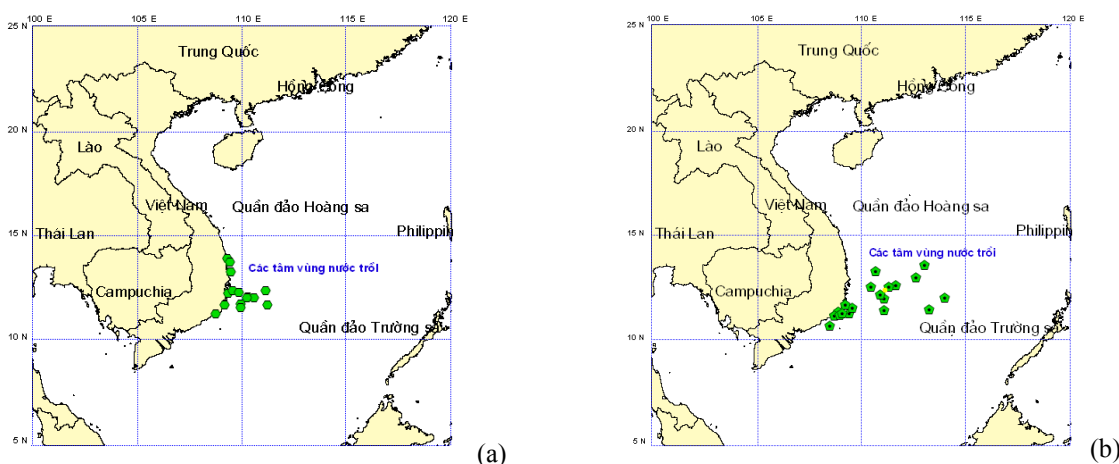 100 E 105 E 110 E 115 E 120 E
25 N
Trung Quốc
Hồng Công
20 N
Lào
Việt Nam
Quần đảo Hoàng sa
15 N
Thái Lan
Philippin
Các tâm vùng nước trồi
Campuchia
Quần đảo Trường sa
10 N
5 N
(a)
100 E 105 E 110 E 115 E 120 E
25 N
Trung Quốc
Hồng Công
20 N
Lào
Việt Nam
Quần đảo Hoàng sa
15 N
Thái Lan
Philippin
Các tâm vùng nước trồi
Campuchia
Quần đảo Trường sa
10 N
5 N
(b)